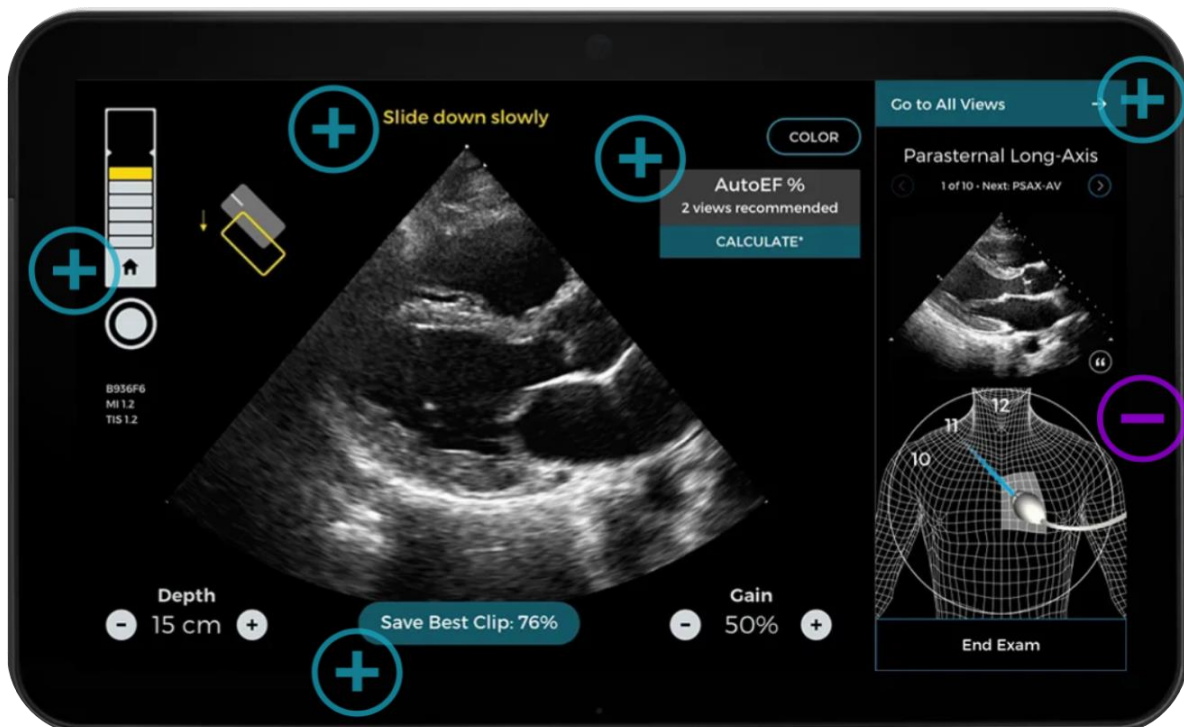 Slide down slowly
COLOR
AutoEF %
2 views recommended
CALCULATE*
B936F6
MI 1.2
TIS 1.2
Depth
- 15 cm +
Save Best Clip: 76%
Gain
- 50% +
Go to All Views →
Parasternal Long-Axis
1 of 10 • Next: PSAX-AV
“
12
11
10
End Exam